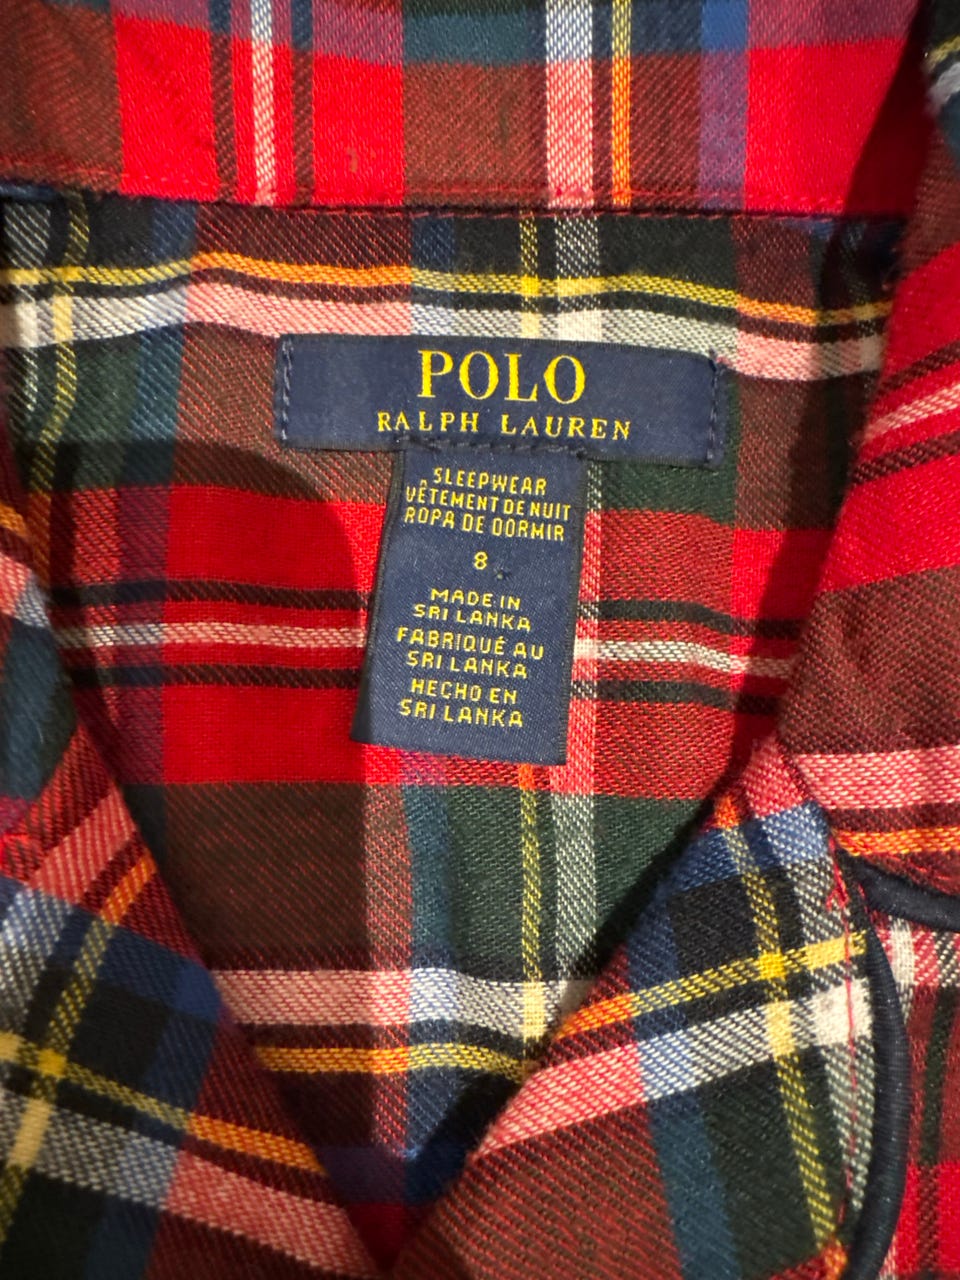 POLO
RALPH LAUREN
SLEEPWEAR
VÊTEMENT DE NUIT
ROPA DE DORMIR
8
MADE IN
SRI LANKA
FABRIQUÉ AU
SRI LANKA
HECHO EN
SRI LANKA